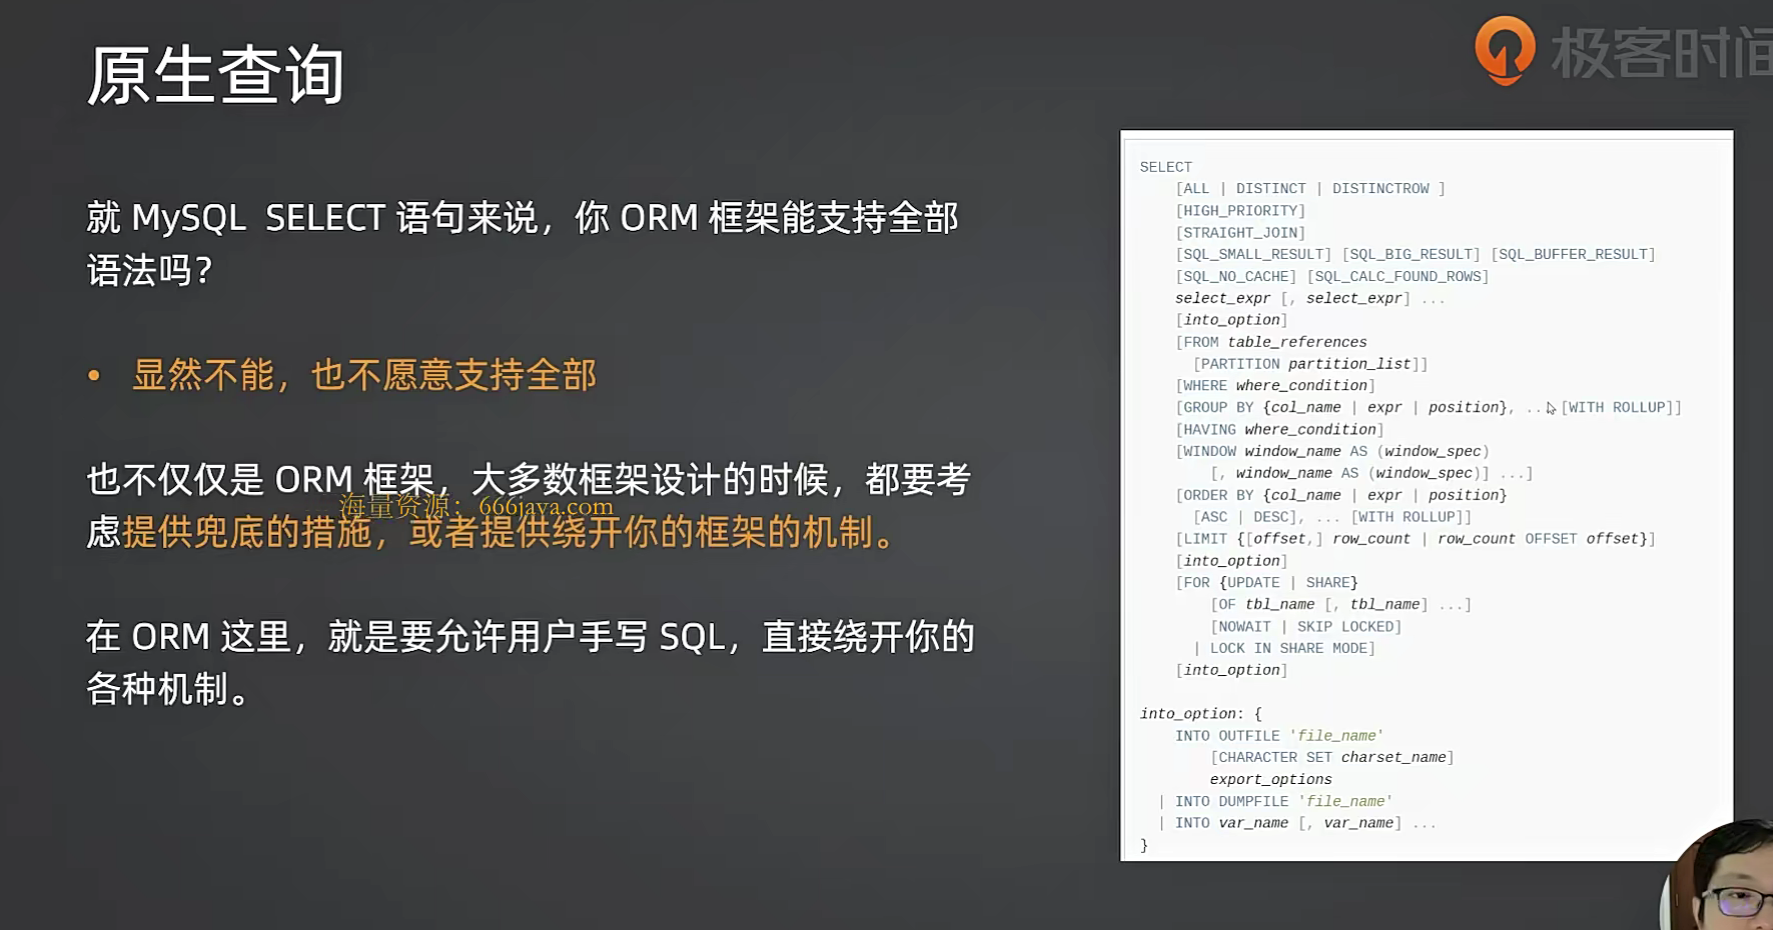 原生查询
极客时间
就 MySQL SELECT 语句来说，你 ORM 框架能支持全部
语法吗？
• 显然不能，也不愿意支持全部
也不仅仅是 ORM 框架，大多数框架设计的时候，都要考
海量资源：666java.com
虑提供兜底的措施，或者提供绕开你的框架的机制。
在 ORM 这里，就是要允许用户手写 SQL，直接绕开你的
各种机制。
SELECT
[ALL | DISTINCT | DISTINCTROW ]
[HIGH_PRIORITY]
[STRAIGHT_JOIN]
[SQL_SMALL_RESULT] [SQL_BIG_RESULT] [SQL_BUFFER_RESULT]
[SQL_NO_CACHE] [SQL_CALC_FOUND_ROWS]
select_expr [, select_expr] ...
[into_option]
[FROM table_references
[PARTITION partition_list]]
[WHERE where_condition]
[GROUP BY {col_name | expr | position}, ... [WITH ROLLUP]]
[HAVING where_condition]
[WINDOW window_name AS (window_spec)
[, window_name AS (window_spec)] ...]
[ORDER BY {col_name | expr | position}
[ASC | DESC], ... [WITH ROLLUP]]
[LIMIT {[offset,] row_count | row_count OFFSET offset}]
[into_option]
[FOR {UPDATE | SHARE}
[OF tbl_name [, tbl_name] ...]
[NOWAIT | SKIP LOCKED]
| LOCK IN SHARE MODE]
[into_option]
into_option: {
INTO OUTFILE 'file_name'
[CHARACTER SET charset_name]
export_options
| INTO DUMPFILE 'file_name'
| INTO var_name [, var_name] ...
}